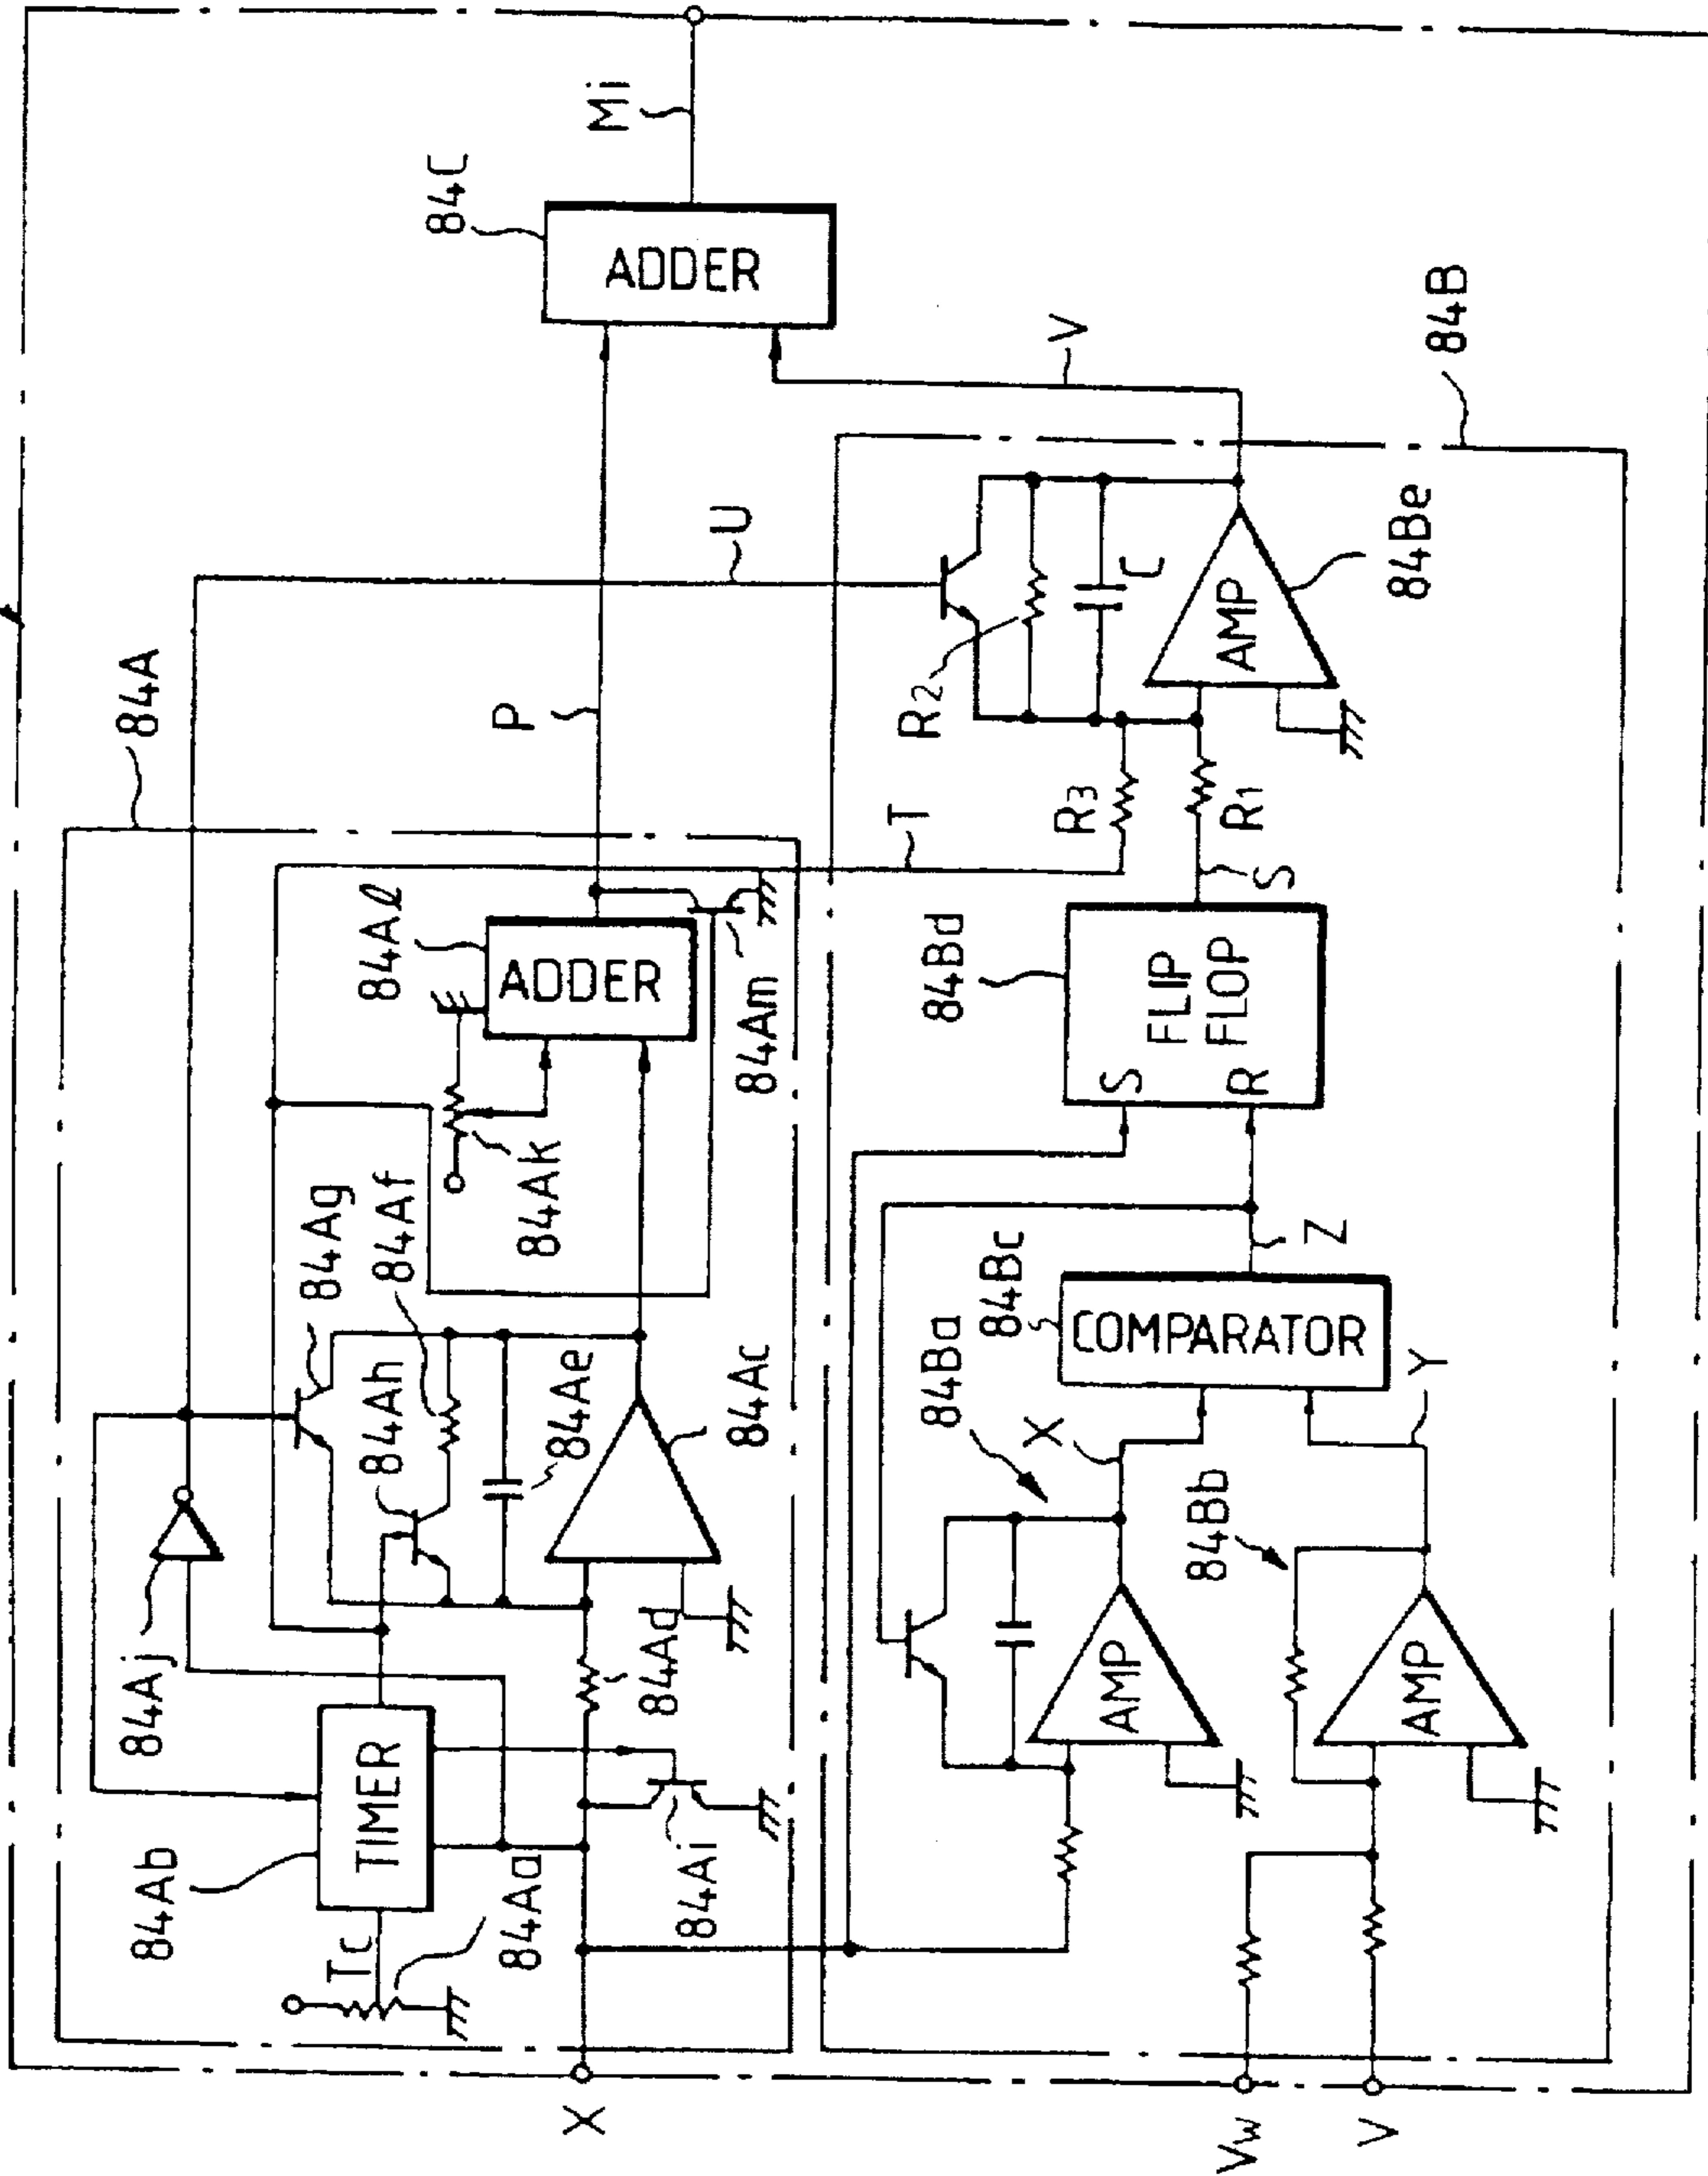 84A
84Aj
84Ab
TIMER
Tc
84Aa
84Ai
84Ad
84Ag
84Ah
84Af
84Ae
84Ac
84Ak
84Aℓ
ADDER
84Am
P
U
T
84C
ADDER
Mi
X
84Ba
AMP
X
84Bb
AMP
Y
84Bc
COMPARATOR
Z
84Bd
S
R
FLIP
FLOP
S
R1
R3
R2
C
AMP
84Be
V
84B
Vw
V